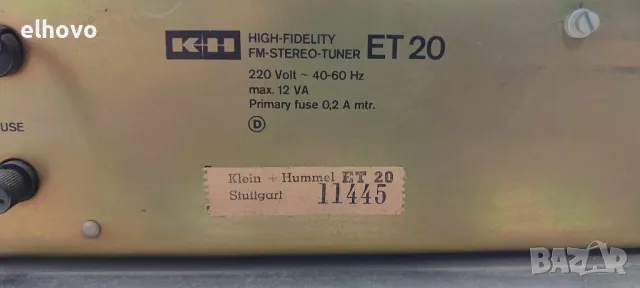 elhovo
K+H
HIGH-FIDELITY
FM-STEREO-TUNER ET 20
220 Volt ~ 40-60 Hz
max. 12 VA
Primary fuse 0,2 A mtr.
D
USE
Klein + Hummel ET 20
Stuttgart 11445
BAZAR